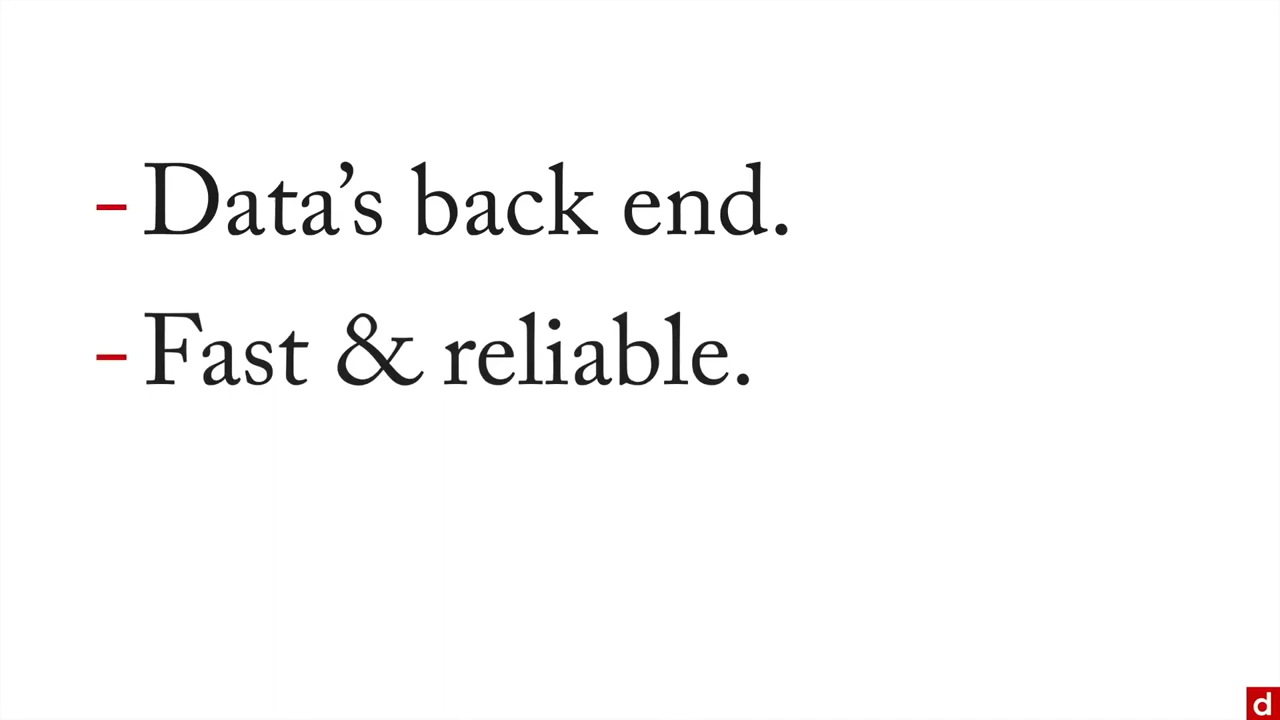 – Data’s back end.
– Fast & reliable.
d